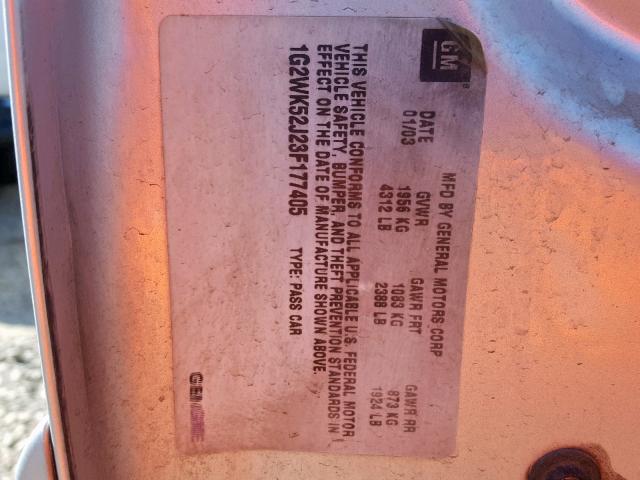 GM
MFD BY GENERAL MOTORS CORP
DATE GVWR GAWR FRT GAWR RR
01/03 1956 KG 1083 KG 873 KG
4312 LB 2388 LB 1924 LB
THIS VEHICLE CONFORMS TO ALL APPLICABLE U.S. FEDERAL MOTOR
VEHICLE SAFETY, BUMPER, AND THEFT PREVENTION STANDARDS IN
EFFECT ON THE DATE OF MANUFACTURE SHOWN ABOVE.
1G2WK52J23F177405 TYPE: PASS CAR